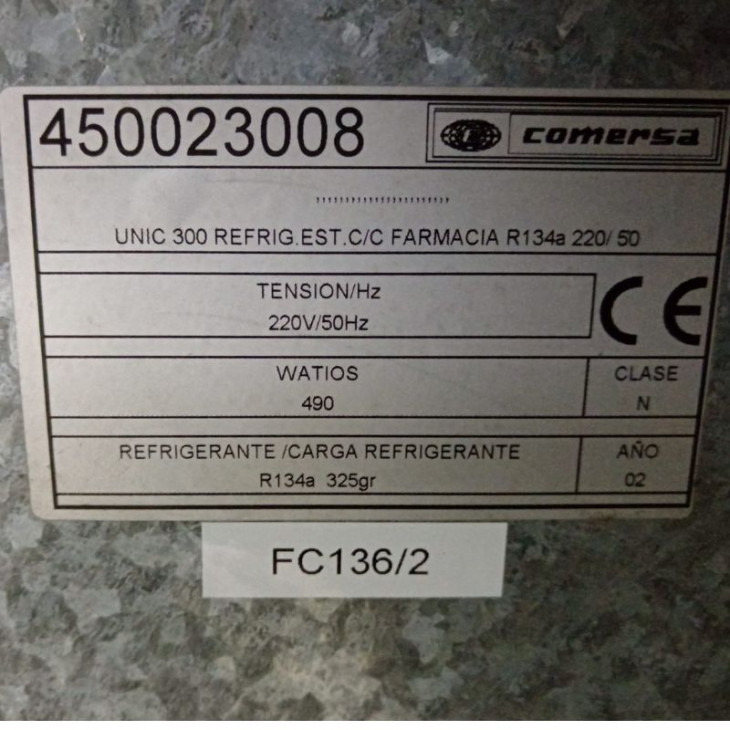 450023008
comersa
,,,,,,,,,,,,,,,,,,,,,,,,
UNIC 300 REFRIG.EST.C/C FARMACIA R134a 220/ 50
TENSION/Hz
220V/50Hz
CE
WATIOS
490
CLASE
N
REFRIGERANTE /CARGA REFRIGERANTE
R134a 325gr
AÑO
02
FC136/2